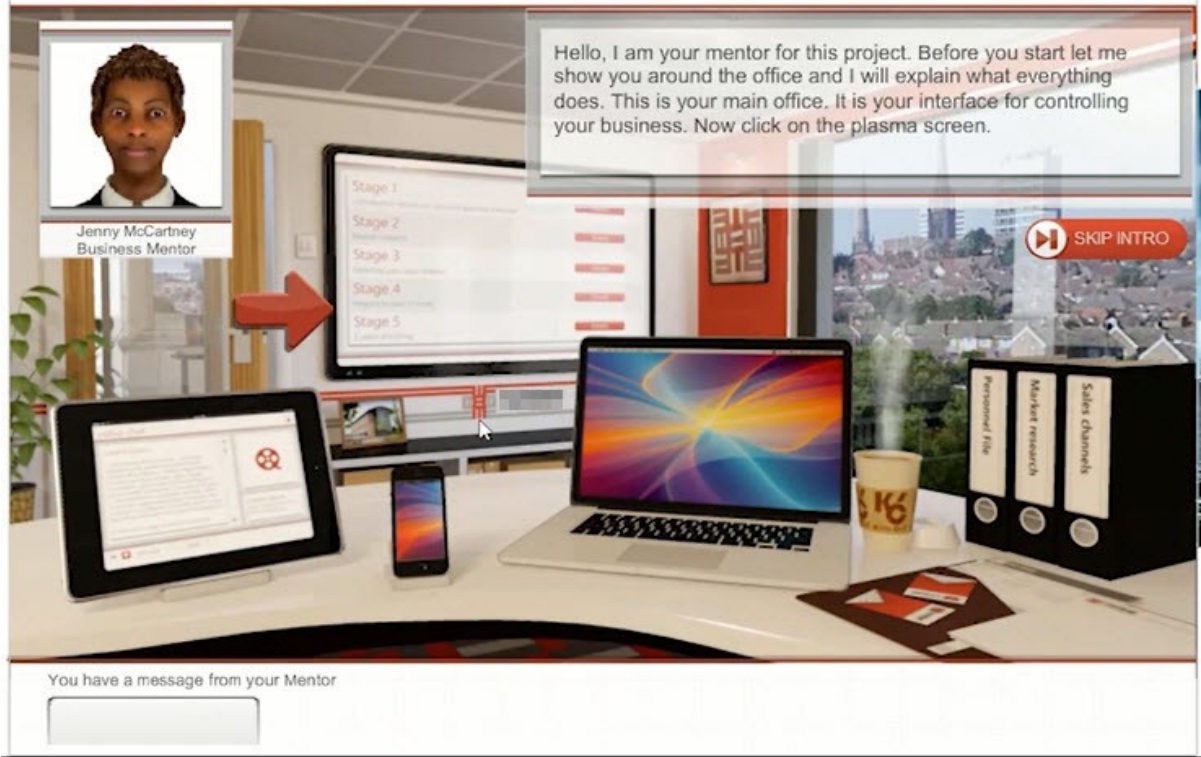 Hello, I am your mentor for this project. Before you start let me
show you around the office and I will explain what everything
does. This is your main office. It is your interface for controlling
your business. Now click on the plasma screen.
Jenny McCartney
Business Mentor
SKIP INTRO
Stage 1
Stage 2
Stage 3
Stage 4
Stage 5
Personnel File
Market research
Sales channels
You have a message from your Mentor